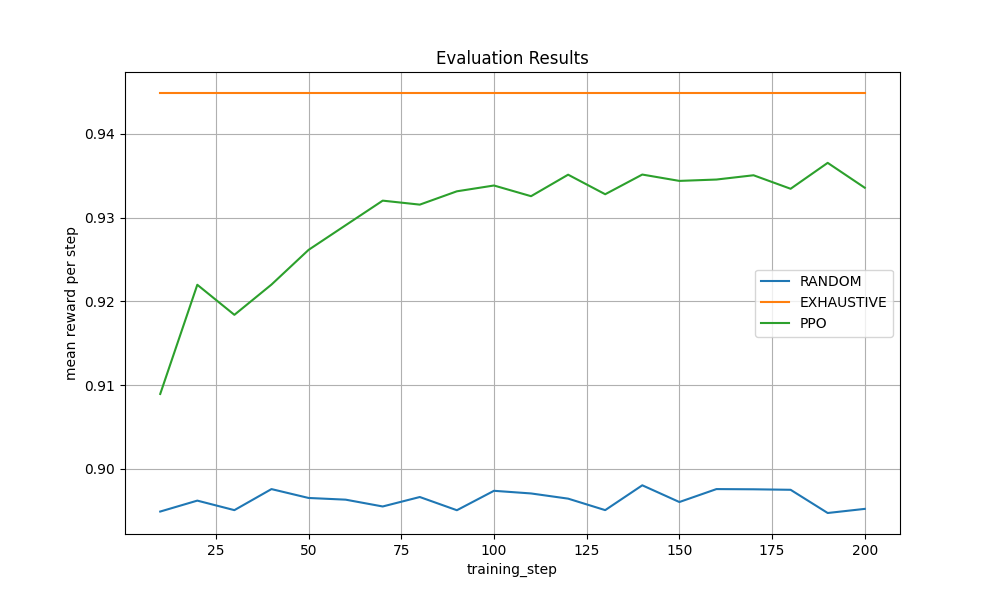 Evaluation Results
mean reward per step
0.94
0.93
0.92
0.91
0.90
RANDOM
EXHAUSTIVE
PPO
25 50 75 100 125 150 175 200
training_step